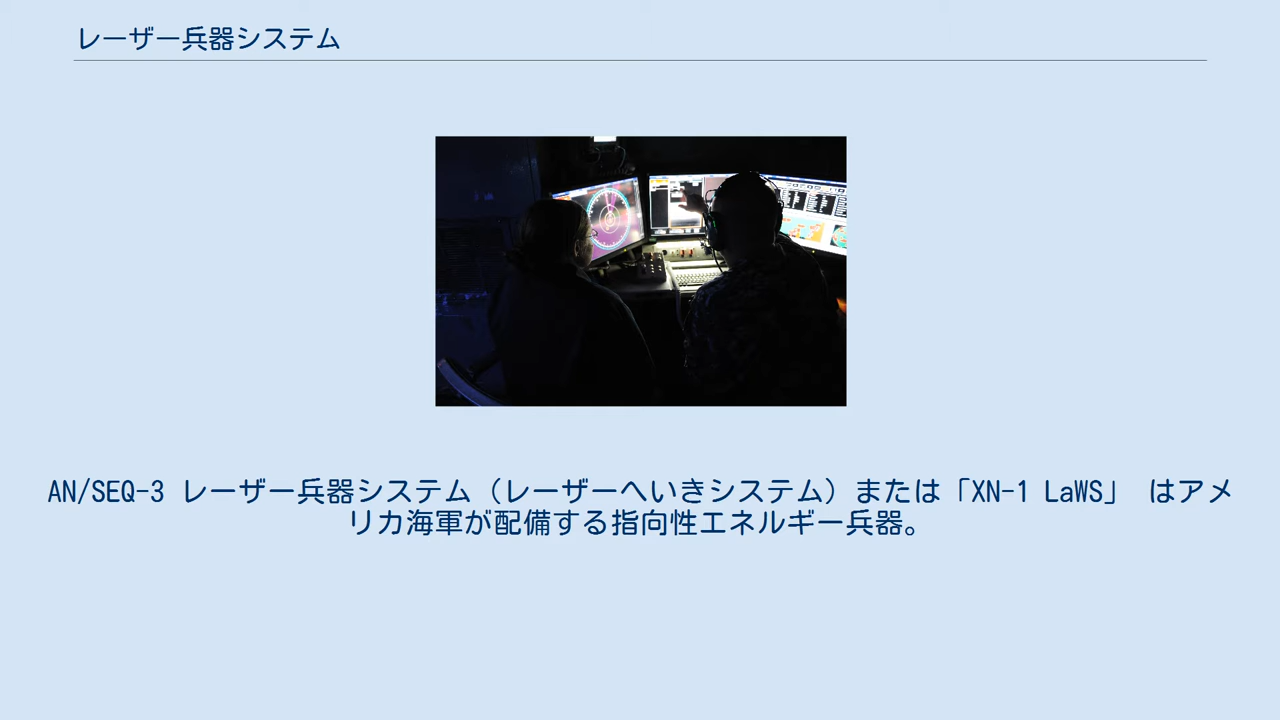 レーザー兵器システム
AN/SEQ-3 レーザー兵器システム（レーザーへいきシステム）または「XN-1 LaWS」 はアメ
リカ海軍が配備する指向性エネルギー兵器。